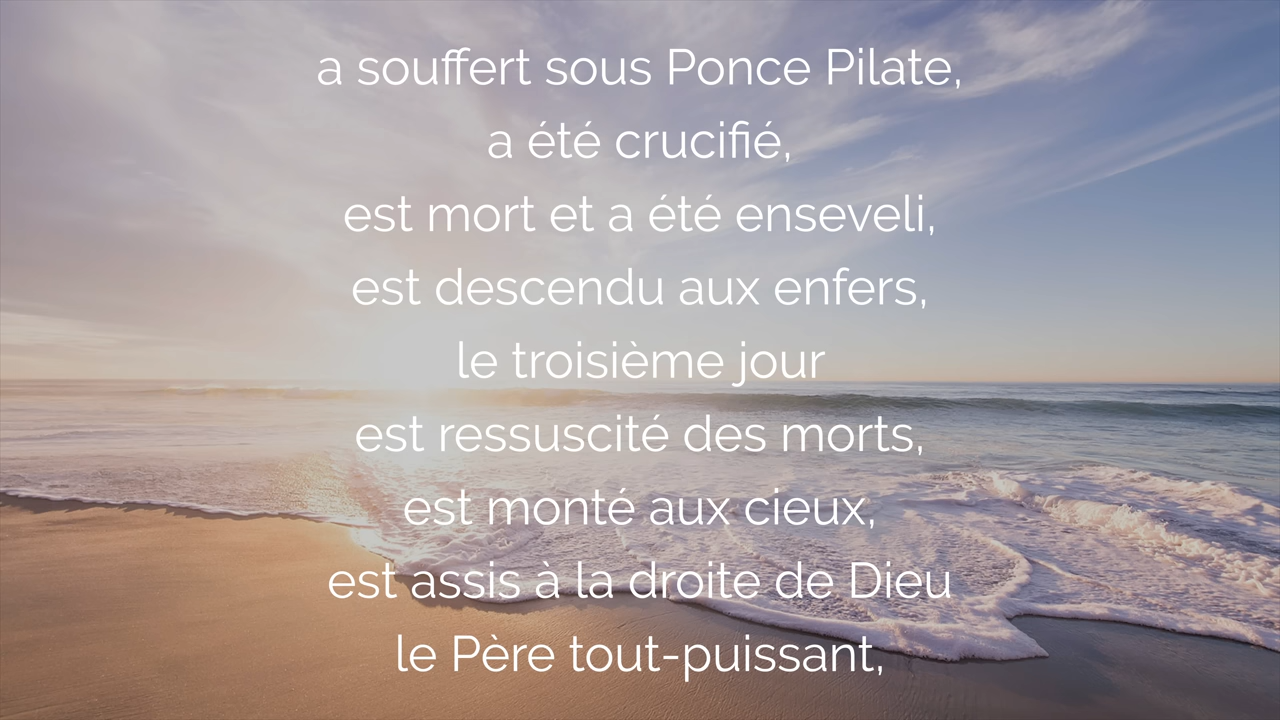 a souffert sous Ponce Pilate,
a été crucifié,
est mort et a été enseveli,
est descendu aux enfers,
le troisième jour
est ressuscité des morts,
est monté aux cieux,
est assis à la droite de Dieu
le Père tout-puissant,